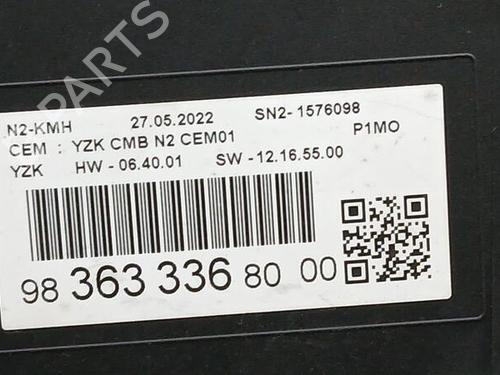 PARTS
N2-KMH 27.05.2022 SN2-1576098
CEM : YZK CMB N2 CEM01 P1MO
YZK HW - 06.40.01 SW - 12.16.55.00
98 363 336 80 00